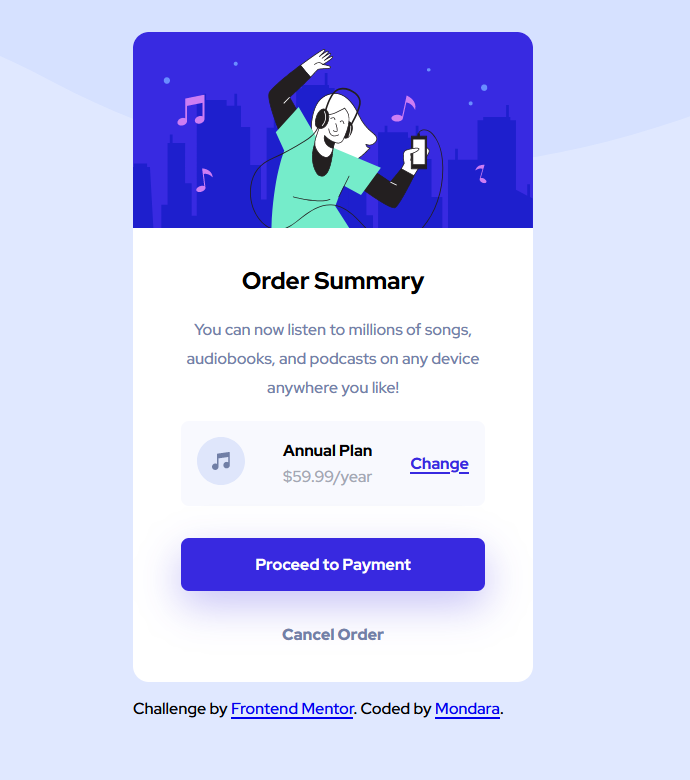 Order Summary
You can now listen to millions of songs,
audiobooks, and podcasts on any device
anywhere you like!
Annual Plan
$59.99/year
Change
Proceed to Payment
Cancel Order
Challenge by Frontend Mentor. Coded by Mondara.